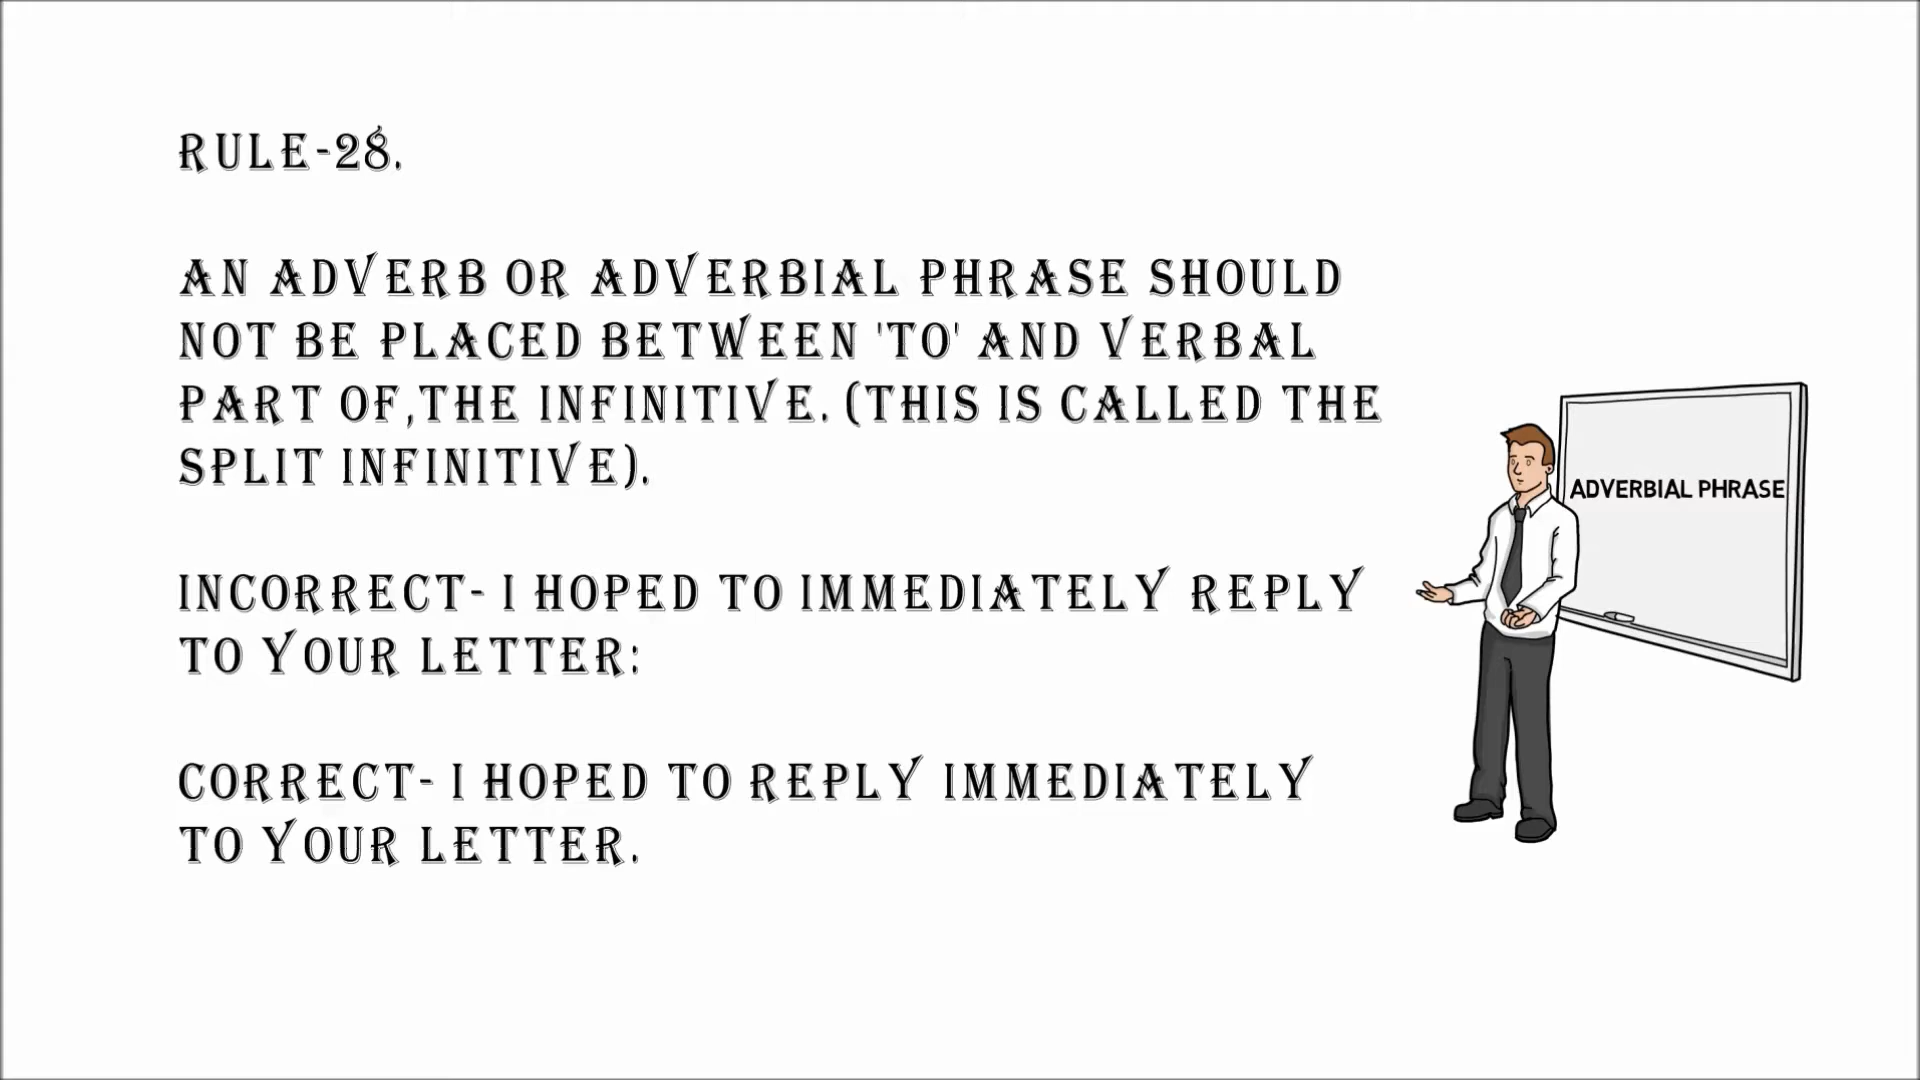 RULE-28.
AN ADVERB OR ADVERBIAL PHRASE SHOULD
NOT BE PLACED BETWEEN 'TO' AND VERBAL
PART OF,THE INFINITIVE. (THIS IS CALLED THE
SPLIT INFINITIVE).
INCORRECT- I HOPED TO IMMEDIATELY REPLY
TO YOUR LETTER:
CORRECT- I HOPED TO REPLY IMMEDIATELY
TO YOUR LETTER.
ADVERBIAL PHRASE